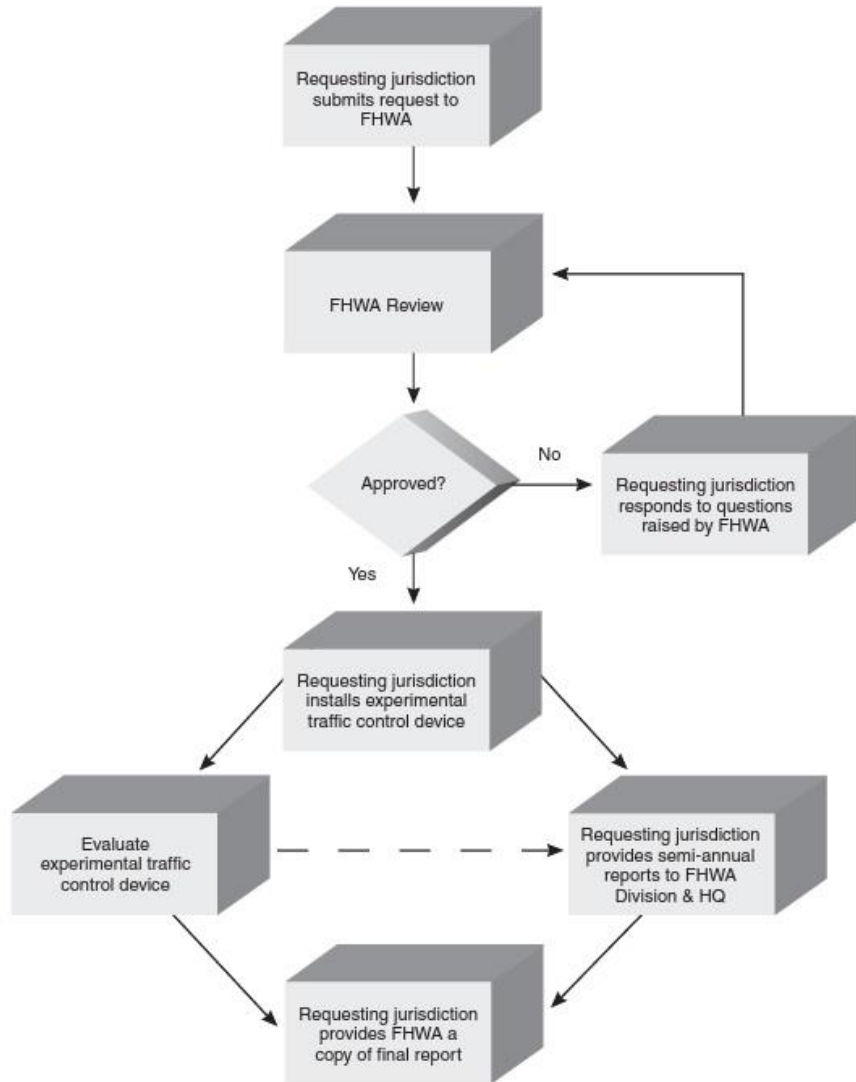 Requesting jurisdiction
submits request to
FHWA
FHWA Review
Approved?
No
Requesting jurisdiction
responds to questions
raised by FHWA
Yes
Requesting jurisdiction
installs experimental
traffic control device
Evaluate
experimental traffic
control device
Requesting jurisdiction
provides semi-annual
reports to FHWA
Division & HQ
Requesting jurisdiction
provides FHWA a
copy of final report